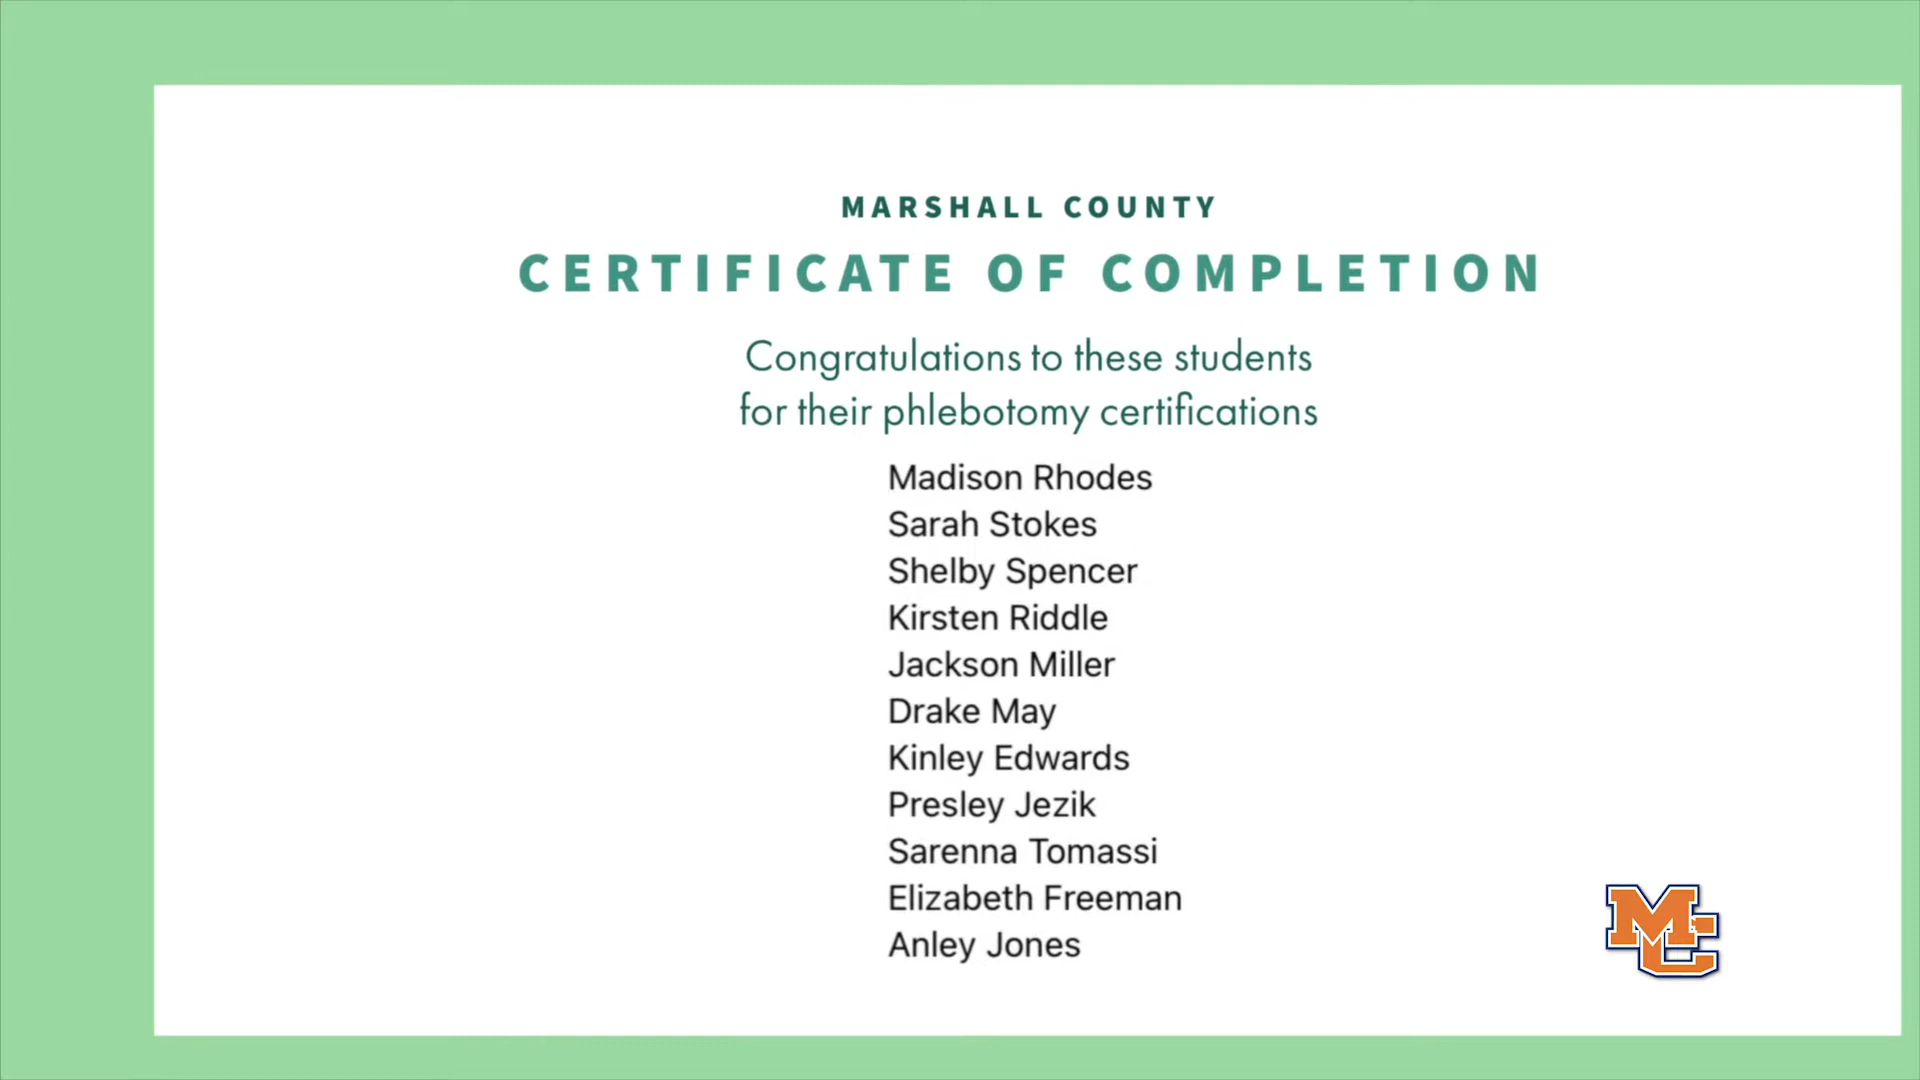 MARSHALL COUNTY
CERTIFICATE OF COMPLETION
Congratulations to these students
for their phlebotomy certifications
Madison Rhodes
Sarah Stokes
Shelby Spencer
Kirsten Riddle
Jackson Miller
Drake May
Kinley Edwards
Presley Jezik
Sarenna Tomassi
Elizabeth Freeman
Anley Jones
MC